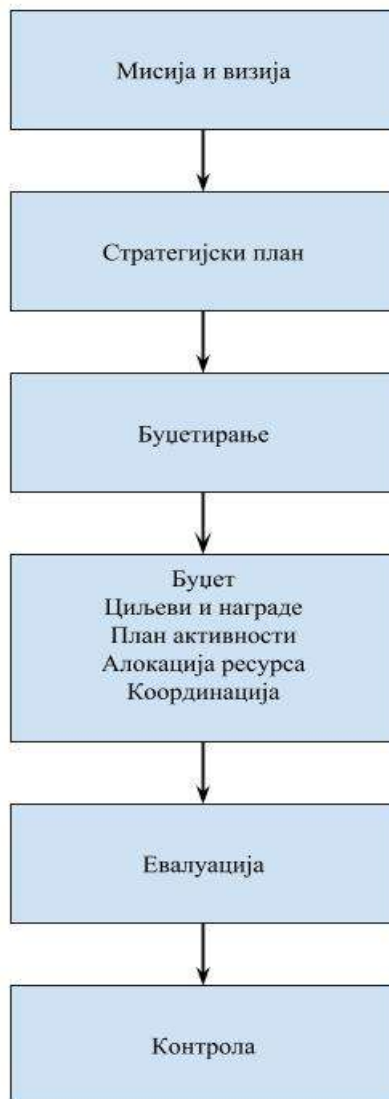 Мисија и визија
Стратегијски план
Буџетирање
Буџет
Циљеви и награде
План активности
Алокација ресурса
Координација
Евалуација
Контрола